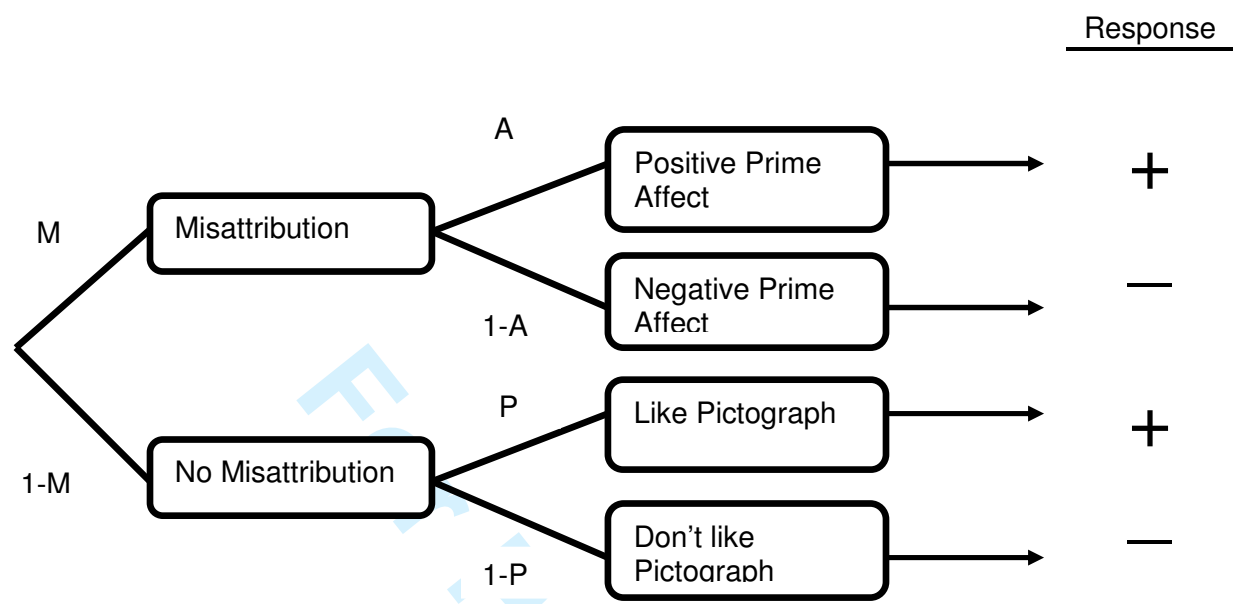 Response
A
Positive Prime
Affect
+
M
Misattribution
Negative Prime
Affect
—
1-A
P
Like Pictograph
+
1-M
No Misattribution
Don't like
Pictograph
—
1-P